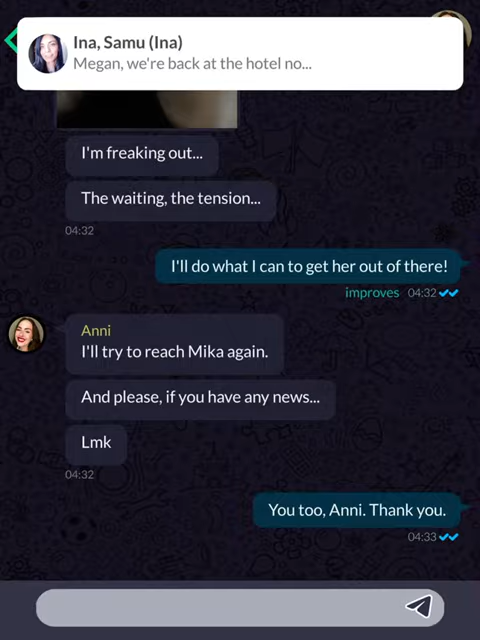 Ina, Samu (Ina)
Megan, we're back at the hotel no...
I'm freaking out...
The waiting, the tension...
04:32
I'll do what I can to get her out of there!
improves 04:32
Anni
I'll try to reach Mika again.
And please, if you have any news...
Lmk
04:32
You too, Anni. Thank you.
04:33